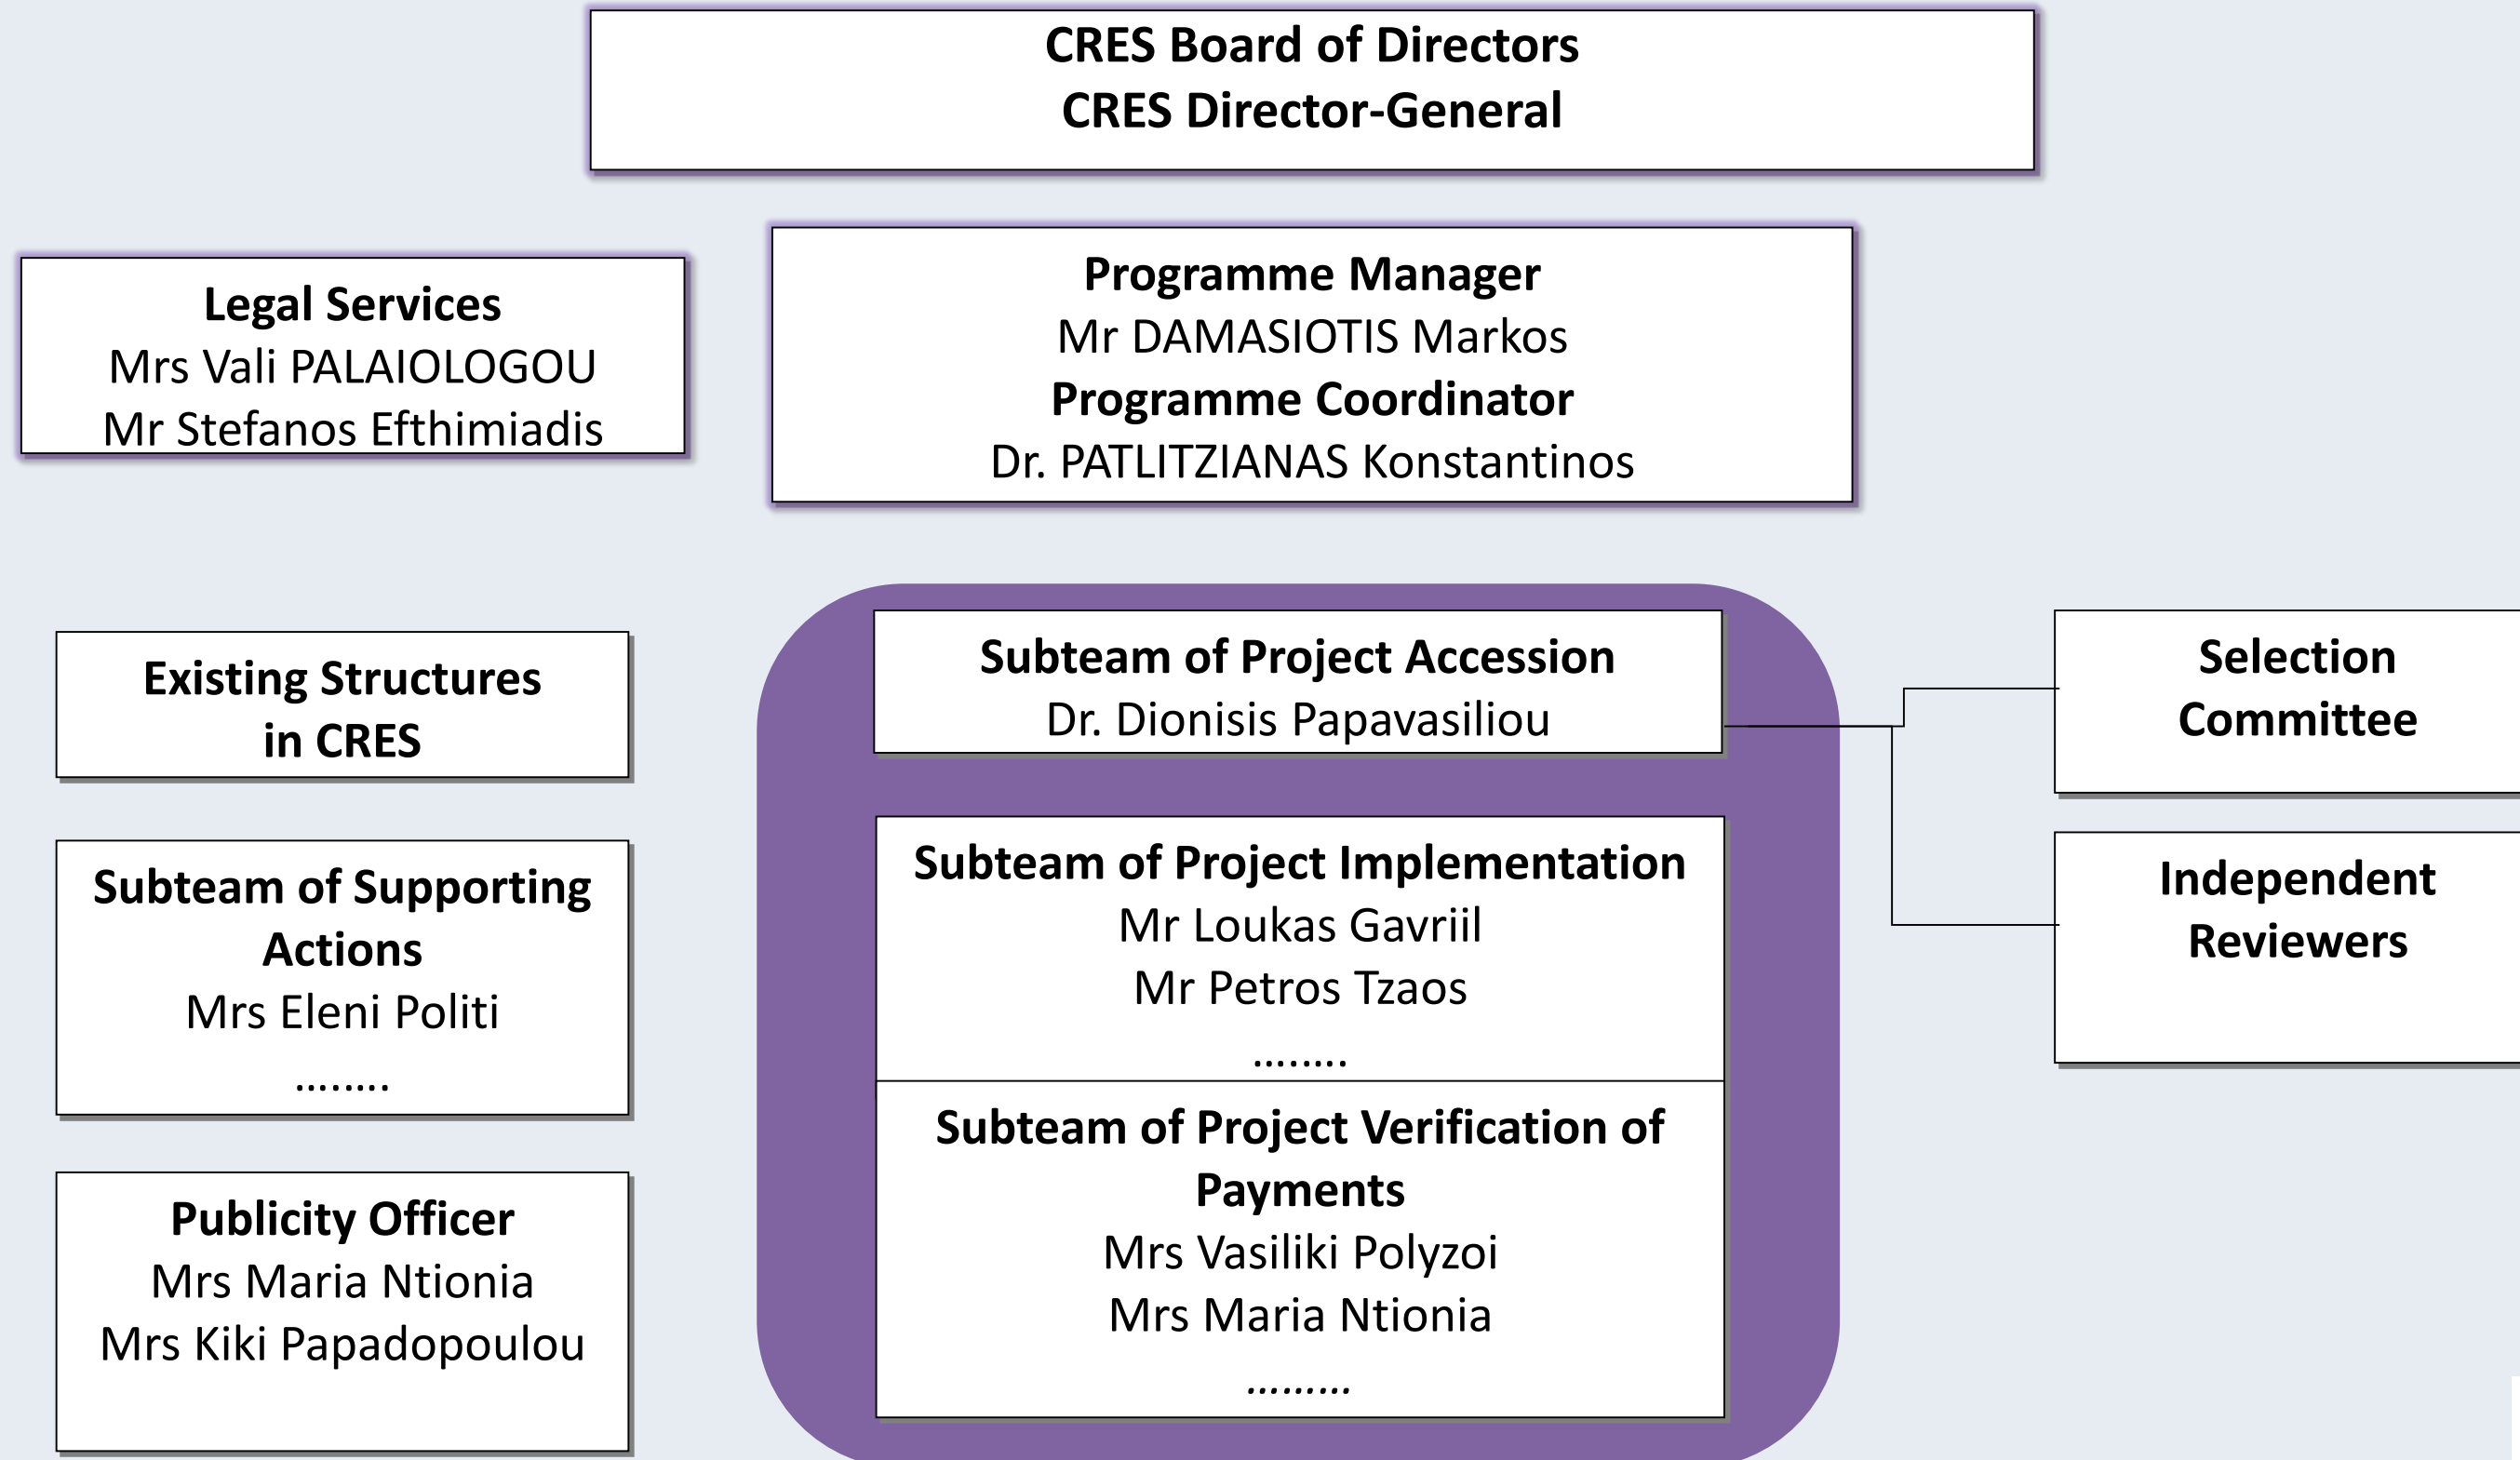 CRES Board of Directors
CRES Director-General
Legal Services
Mrs Vali PALAIOLOGOU
Mr Stefanos Efthimiadis
Programme Manager
Mr DAMASIOTIS Markos
Programme Coordinator
Dr. PATLITZIANAS Konstantinos
Existing Structures
in CRES
Subteam of Supporting
Actions
Mrs Eleni Politi
........
Publicity Officer
Mrs Maria Ntionia
Mrs Kiki Papadopoulou
Subteam of Project Accession
Dr. Dionisis Papavasiliou
Subteam of Project Implementation
Mr Loukas Gavriil
Mr Petros Tzaos
........
Subteam of Project Verification of
Payments
Mrs Vasiliki Polyzoi
Mrs Maria Ntionia
.........
Selection
Committee
Independent
Reviewers